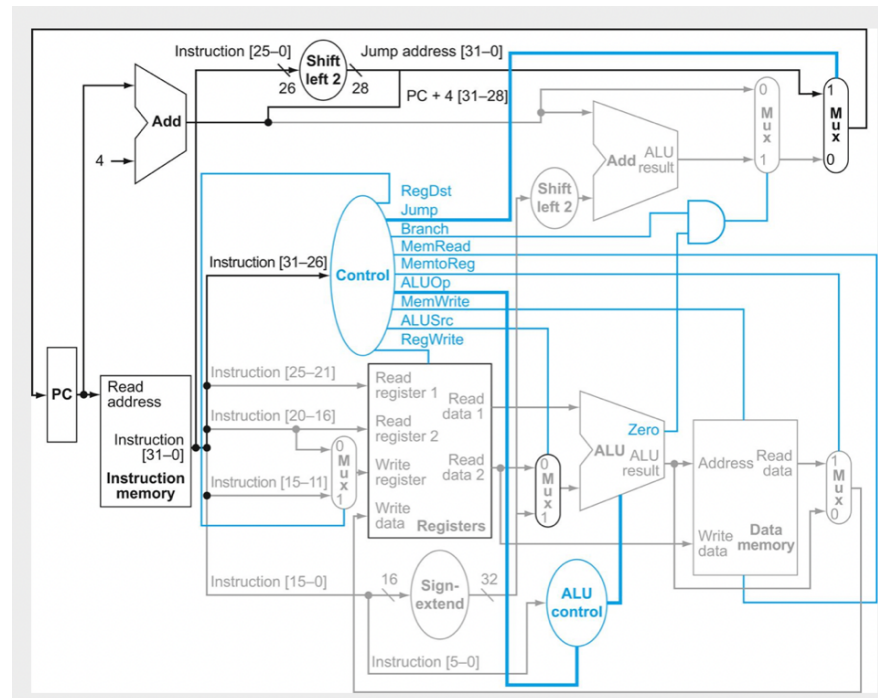 Instruction [25–0]
Shift
left 2
Jump address [31–0]
26
28
PC + 4 [31–28]
Add
4
0
M
u
x
1
1
M
u
x
0
Add
ALU
result
Shift
left 2
RegDst
Jump
Branch
MemRead
MemtoReg
ALUOp
MemWrite
ALUSrc
RegWrite
Instruction [31–26]
Control
PC
Read
address
Instruction
[31–0]
Instruction
memory
Instruction [25–21]
Instruction [20–16]
Instruction [15–11]
0
M
u
x
1
Read
register 1
Read
register 2
Write
register
Write
data
Read
data 1
Read
data 2
Registers
0
M
u
x
1
Zero
ALU
ALU
result
Address
Read
data
Write
data
Data
memory
1
M
u
x
0
Instruction [15–0]
16
Sign-
extend
32
ALU
control
Instruction [5–0]